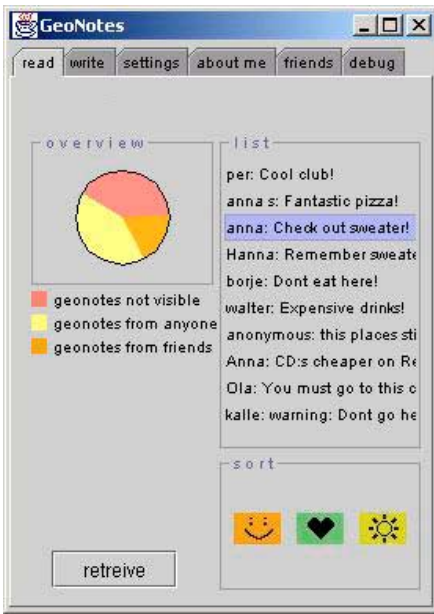 GeoNotes
read write settings about me friends debug
overview
geonotes not visible
geonotes from anyone
geonotes from friends
list
per: Cool club!
anna s: Fantastic pizza!
anna: Check out sweater!
Hanna: Remember sweate
borje: Dont eat here!
walter: Expensive drinks!
anonymous: this places sti
Anna: CD:s cheaper on Re
Ola: You must go to this c
kalle: warning: Dont go he
sort
retreive